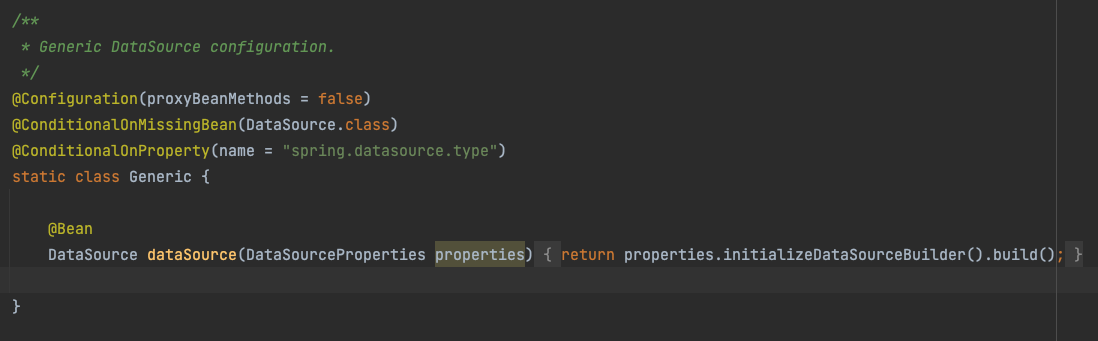 /**
 * Generic DataSource configuration.
 */
@Configuration(proxyBeanMethods = false)
@ConditionalOnMissingBean(DataSource.class)
@ConditionalOnProperty(name = "spring.datasource.type")
static class Generic {
    @Bean
    DataSource dataSource(DataSourceProperties properties) { return properties.initializeDataSourceBuilder().build(); }
}